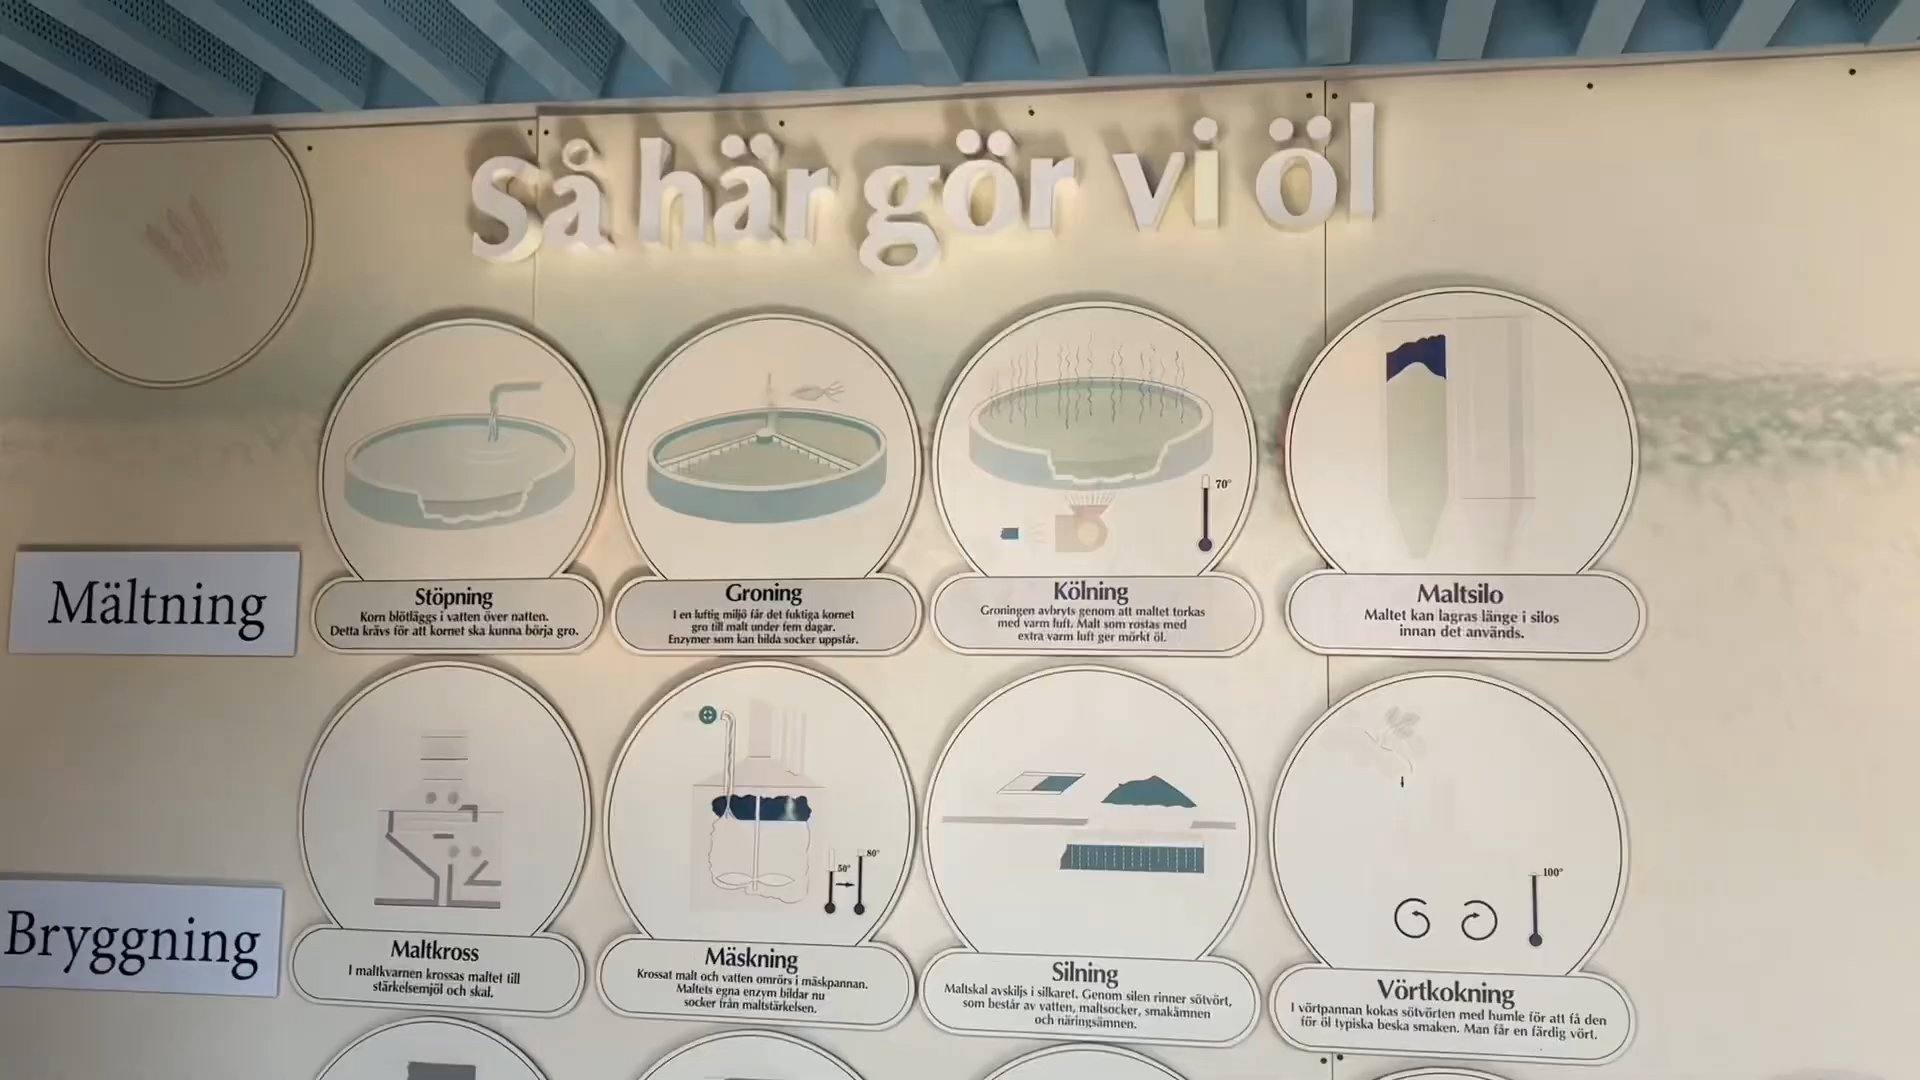 Så här gör vi öl
Mältning
Stöpning
Korn blötläggs i vatten över natten.
Detta krävs för att kornet ska kunna börja gro.
Groning
I en luftig miljö får det fuktiga kornet
gro till malt under fem dagar.
Enzymer som kan bilda socker uppstår.
70°
Kölning
Groningen avbryts genom att maltet torkas
med varm luft. Malt som rostas med
extra varm luft ger mörkt öl.
Maltsilo
Maltet kan lagras länge i silos
innan det används.
Bryggning
Maltkross
I maltkvarnen krossas maltet till
stärkelsemjöl och skal.
50°
80°
Mäskning
Krossat malt och vatten omrörs i mäskpannan.
Maltets egna enzym bildar nu
socker från maltstärkelsen.
Silning
Maltskal avskiljs i silkaret. Genom silen rinner sötvört,
som består av vatten, maltsocker, smakämnen
och näringsämnen.
100°
Vörtkokning
I vörtpannan kokas sötvörten med humle för att få den
för öl typiska beska smaken. Man får en färdig vört.